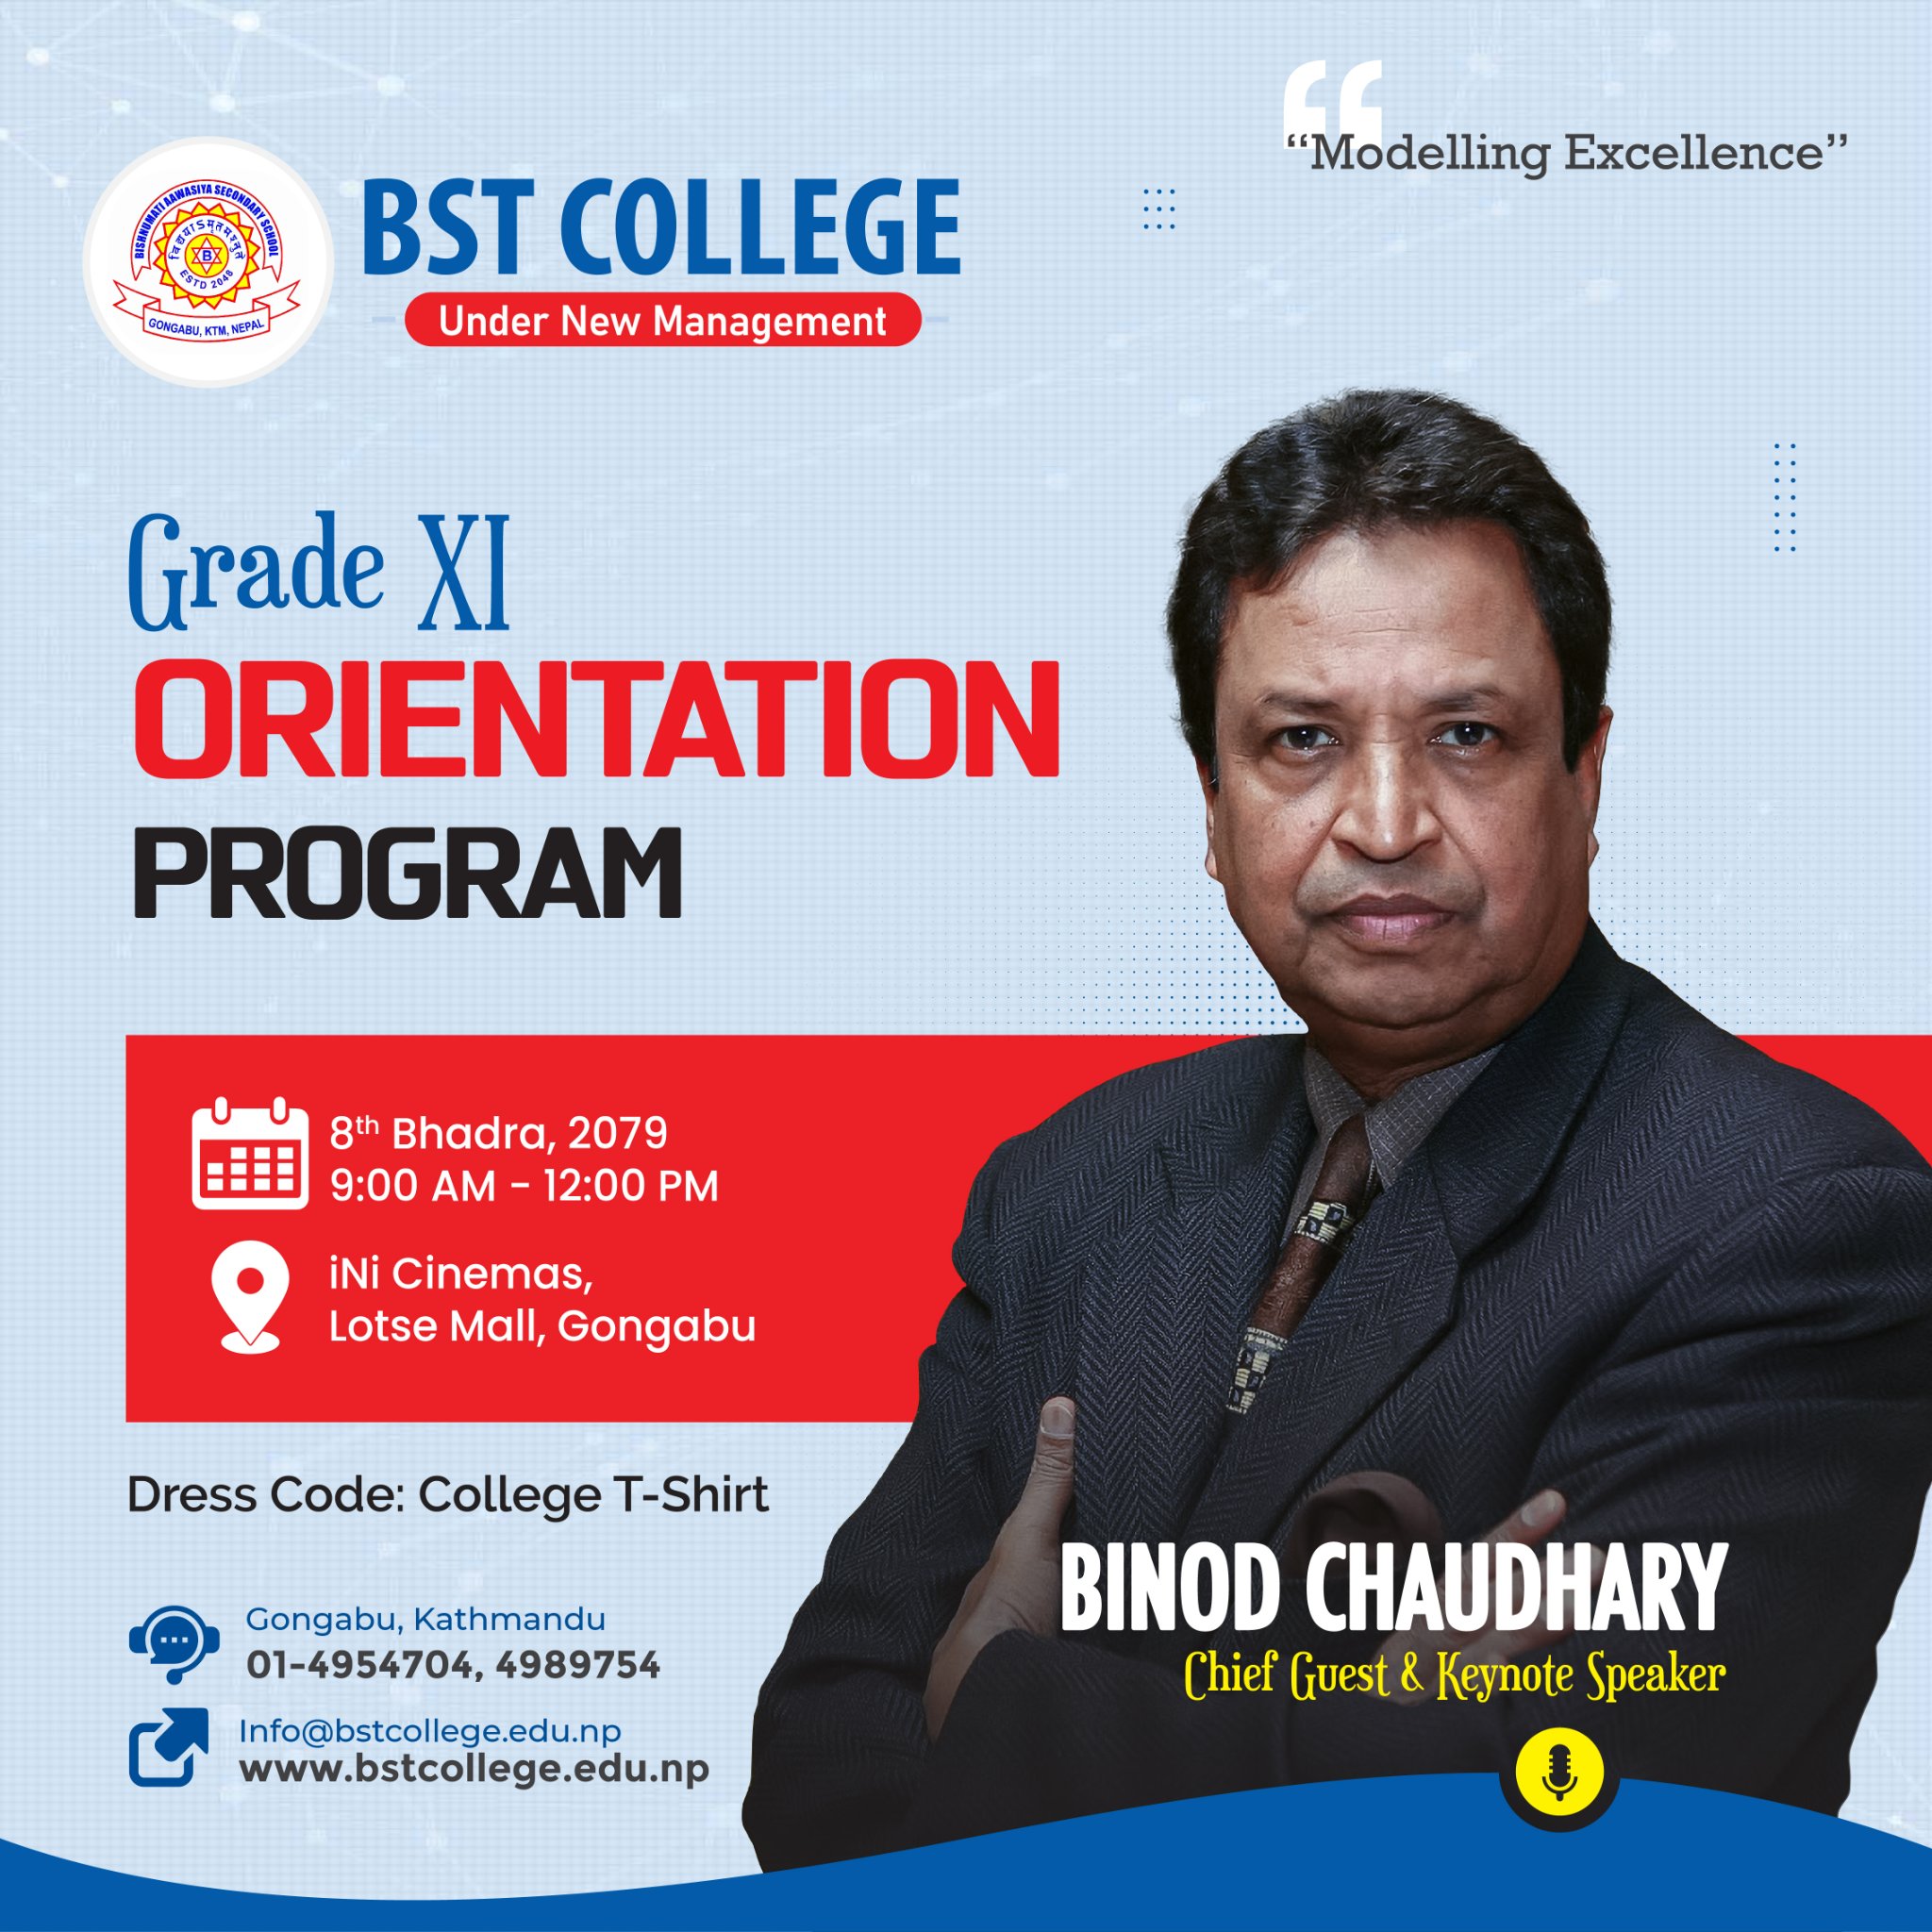 “Modelling Excellence”
BISHNUMATI AAWASIYA SECONDARY SCHOOL
विद्ययाऽमृतमश्नुते
B
ESTD 2048
GONGABU, KTM, NEPAL
BST COLLEGE
Under New Management
Grade XI
ORIENTATION
PROGRAM
8th Bhadra, 2079
9:00 AM - 12:00 PM
iNi Cinemas,
Lotse Mall, Gongabu
Dress Code: College T-Shirt
Gongabu, Kathmandu
01-4954704, 4989754
Info@bstcollege.edu.np
www.bstcollege.edu.np
BINOD CHAUDHARY
Chief Guest & Keynote Speaker